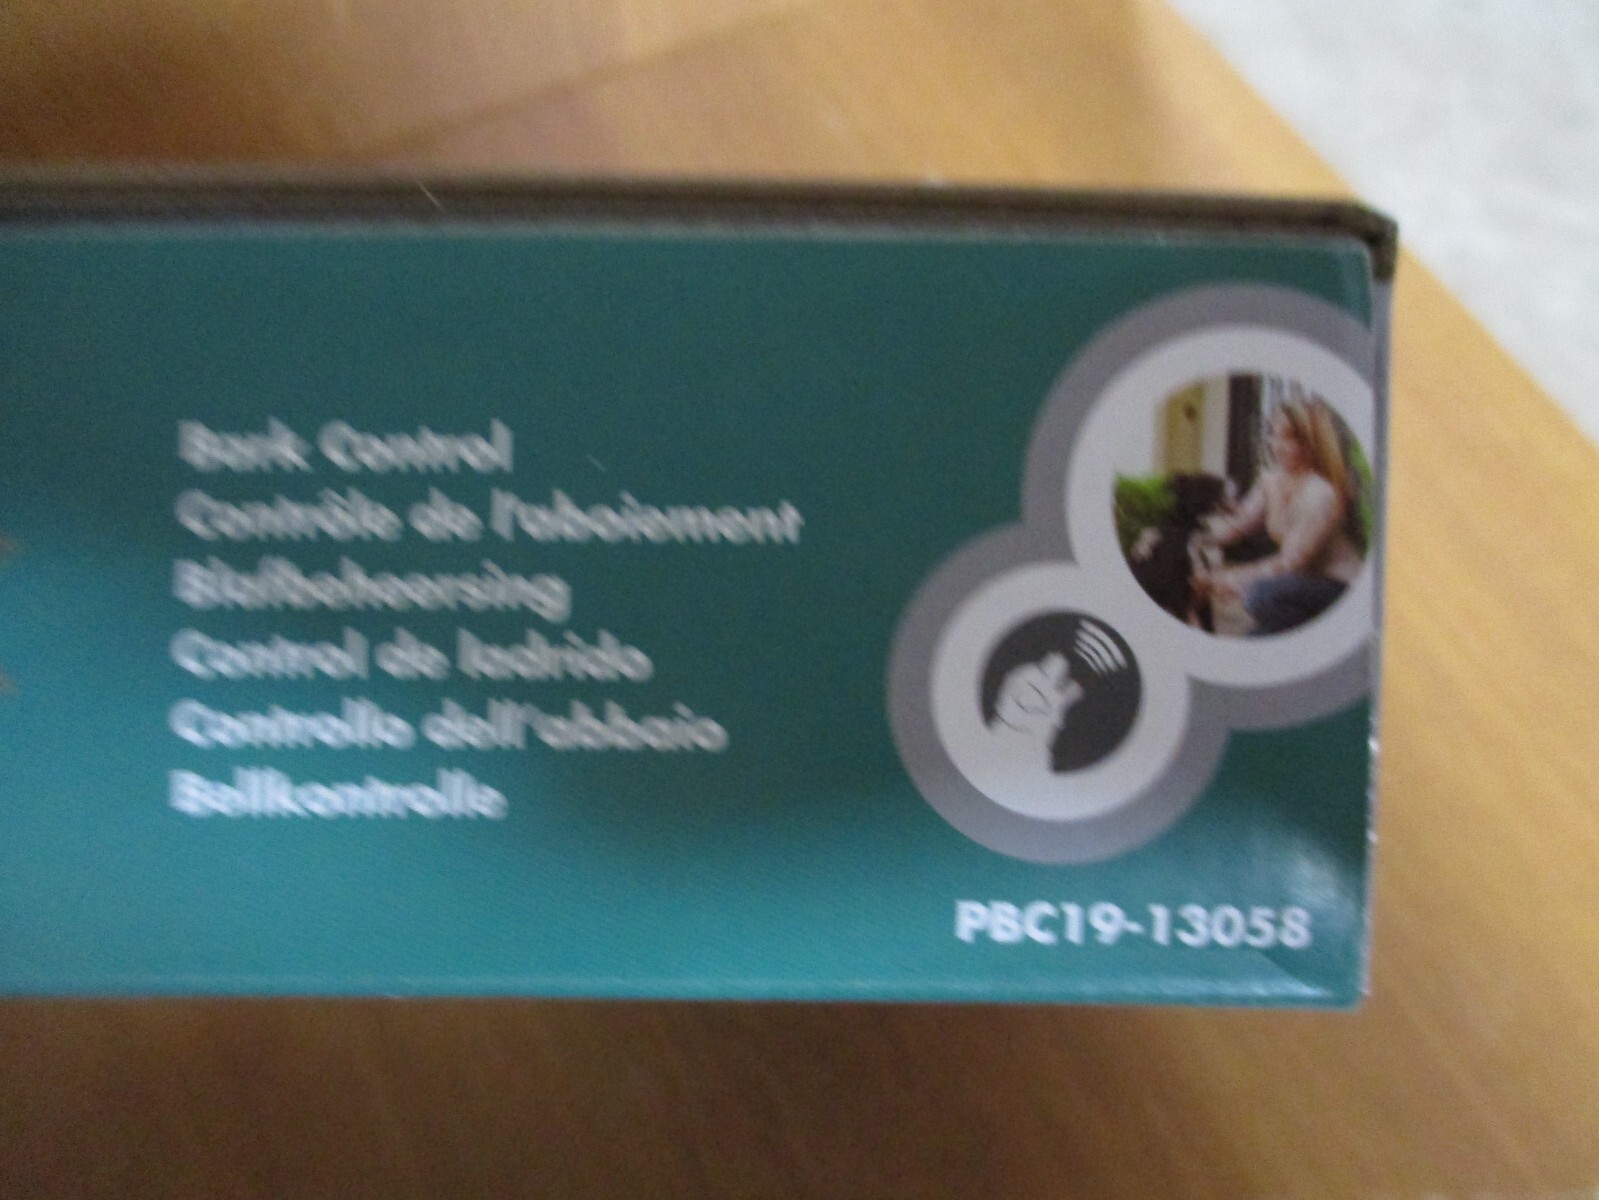 Bark Control
Contrôle de l'aboiement
Blafbeheersing
Control de ladrido
Controllo dell'abbaio
Bellkontrolle
PBC19-13058